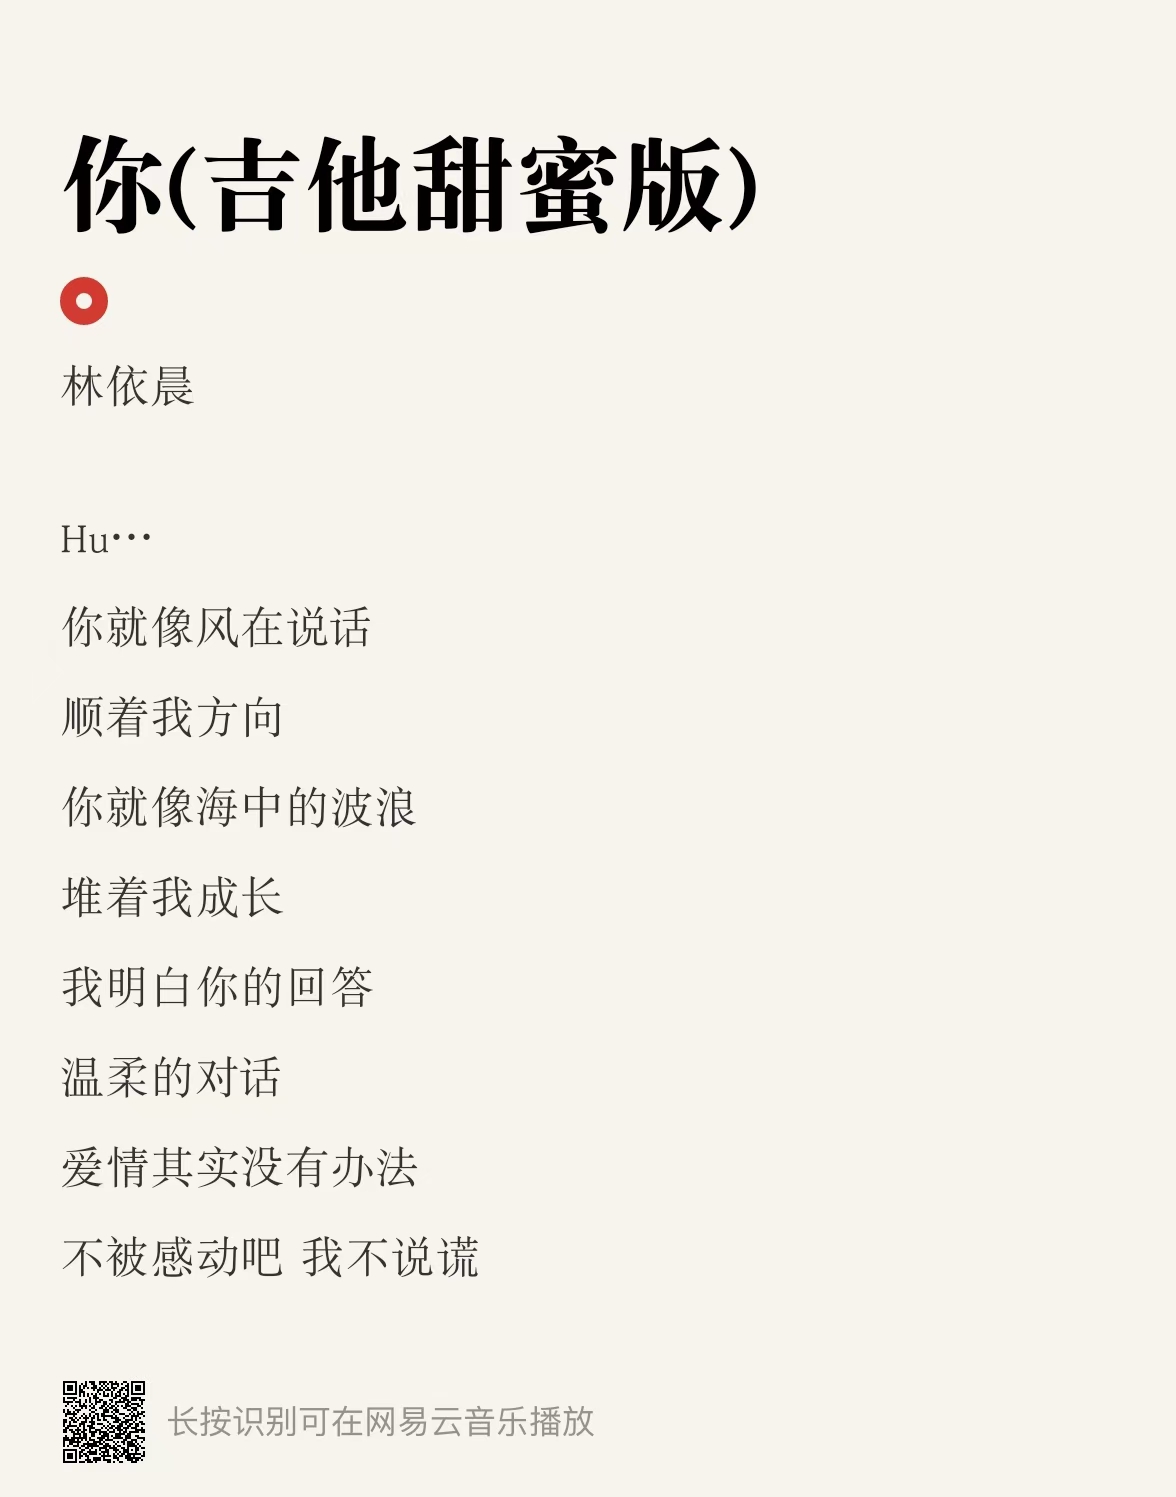 你(吉他甜蜜版)
林依晨
Hu…
你就像风在说话
顺着我方向
你就像海中的波浪
堆着我成长
我明白你的回答
温柔的对话
爱情其实没有办法
不被感动吧 我不说谎
长按识别可在网易云音乐播放